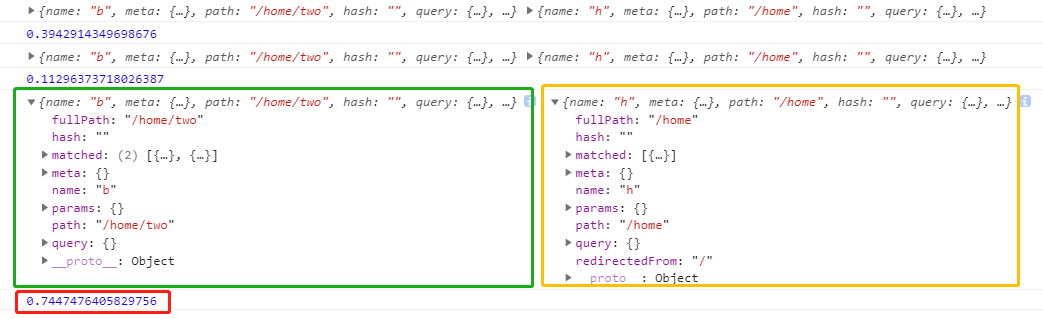 ▶{name: "b", meta: {…}, path: "/home/two", hash: "", query: {…}, …} ▶{name: "h", meta: {…}, path: "/home", hash: "", query: {…}, …}
0.3942914349698676
▶{name: "b", meta: {…}, path: "/home/two", hash: "", query: {…}, …} ▶{name: "h", meta: {…}, path: "/home", hash: "", query: {…}, …}
0.11296373718026387
▼{name: "b", meta: {…}, path: "/home/two", hash: "", query: {…}, …} i
fullPath: "/home/two"
hash: ""
▶matched: (2) [{…}, {…}]
▶meta: {}
name: "b"
▶params: {}
path: "/home/two"
▶query: {}
▶__proto__: Object
▼{name: "h", meta: {…}, path: "/home", hash: "", query: {…}, …} i
fullPath: "/home"
hash: ""
▶matched: [{…}]
▶meta: {}
name: "h"
▶params: {}
path: "/home"
▶query: {}
redirectedFrom: "/"
▶__proto__: Object
0.7447476405829756